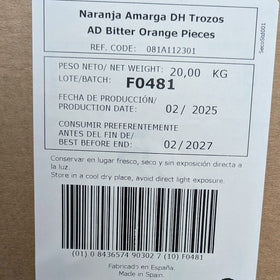 Naranja Amarga DH Trozos
AD Bitter Orange Pieces
REF. CODE: 081A112301
PESO NETO/ NET WEIGHT: 20,00 KG
LOTE/BATCH: F0481
FECHA DE PRODUCCIÓN/
PRODUCTION DATE: 02/ 2025
CONSUMIR PREFERENTEMENTE
ANTES DEL FIN DE/
BEST BEFORE END: 02/ 2027
Conservar en lugar fresco, seco y sin exposición directa a
la luz.
Store in a cool dry place, avoid direct light exposure.
(01) 0 8436574 90302 7 (10) F0481
Fabricado en España.
Made in Spain.